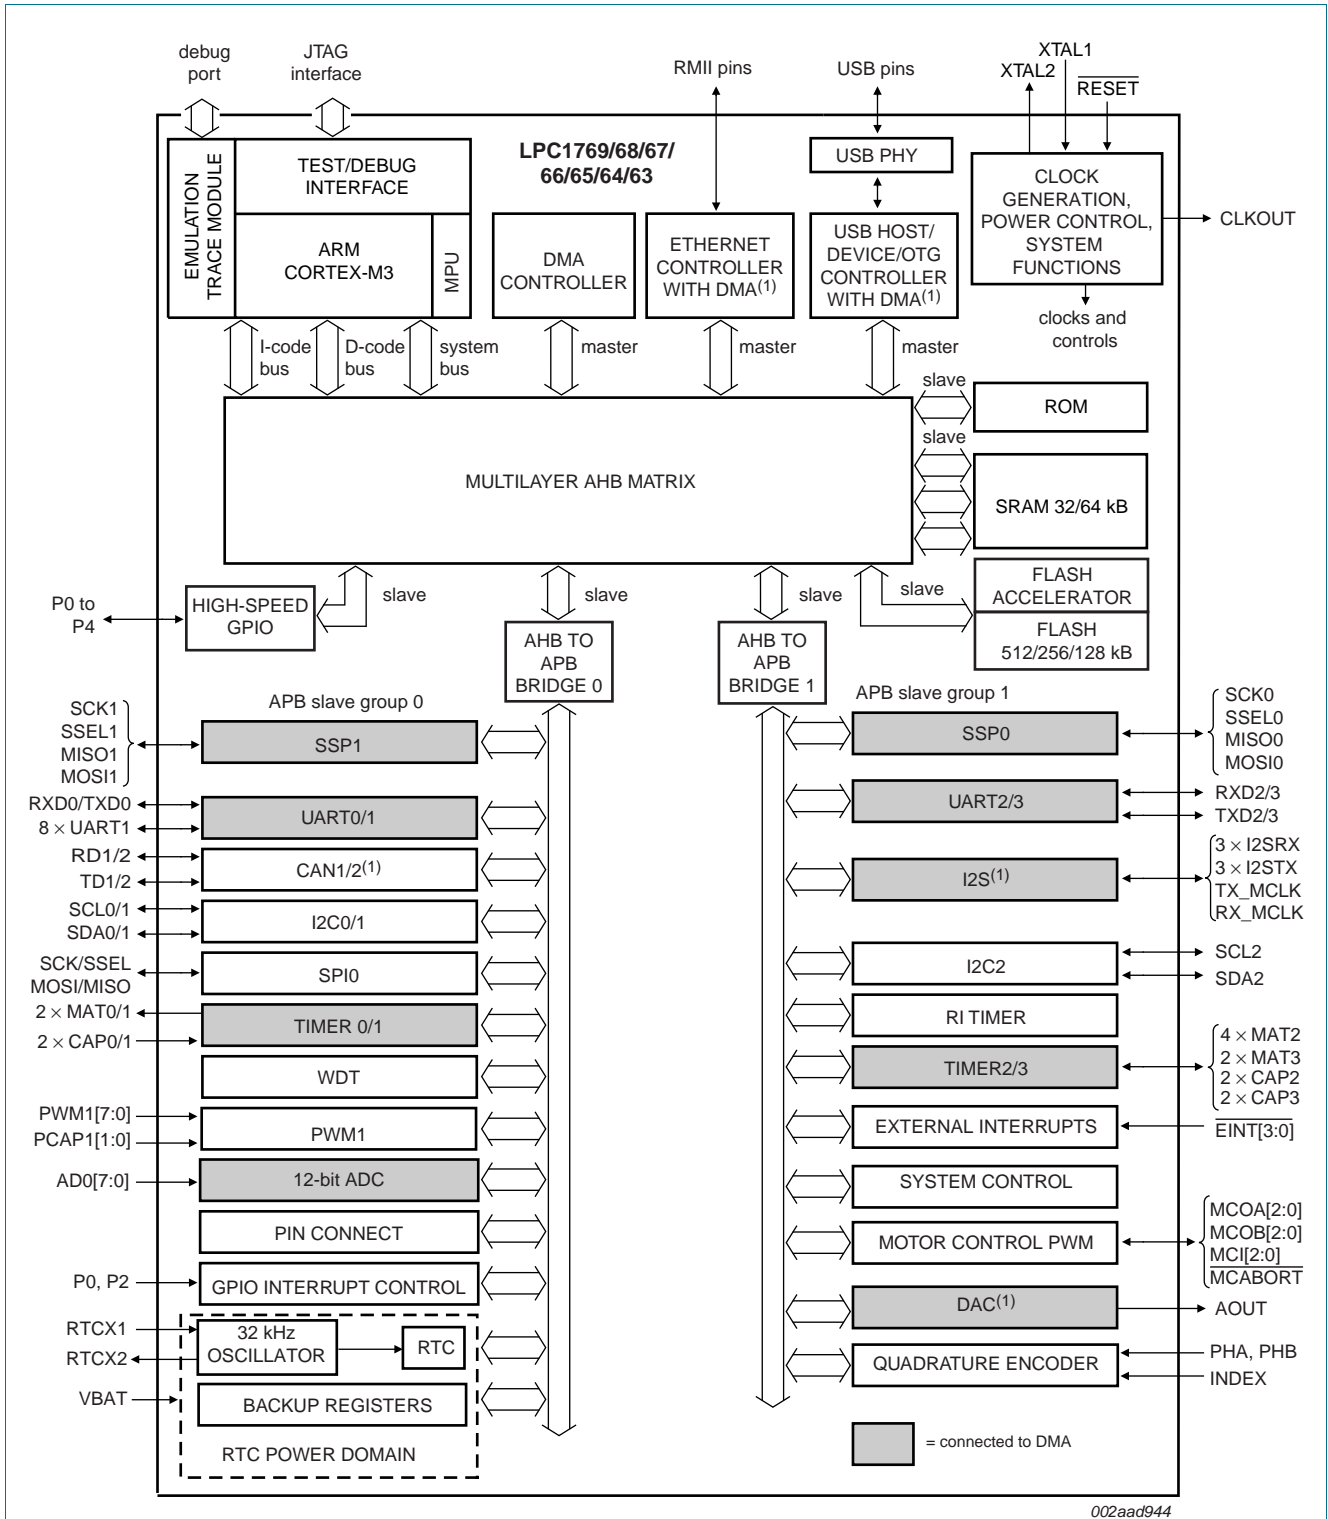 debug
port
JTAG
interface
RMII pins
USB pins
XTAL1
XTAL2
RESET
EMULATION
TRACE MODULE
TEST/DEBUG
INTERFACE
ARM
CORTEX-M3
MPU
LPC1769/68/67/
66/65/64/63
DMA
CONTROLLER
ETHERNET
CONTROLLER
WITH DMA(1)
USB PHY
USB HOST/
DEVICE/OTG
CONTROLLER
WITH DMA(1)
CLOCK
GENERATION,
POWER CONTROL,
SYSTEM
FUNCTIONS
CLKOUT
clocks and
controls
I-code
bus
D-code
bus
system
bus
master
master
master
slave
ROM
slave
SRAM 32/64 kB
MULTILAYER AHB MATRIX
P0 to
P4
HIGH-SPEED
GPIO
slave
slave
slave
slave
FLASH
ACCELERATOR
FLASH
512/256/128 kB
AHB TO
APB
BRIDGE 0
AHB TO
APB
BRIDGE 1
APB slave group 0
SCK1
SSEL1
MISO1
MOSI1
SSP1
RXD0/TXD0
8 × UART1
UART0/1
RD1/2
TD1/2
CAN1/2(1)
SCL0/1
SDA0/1
I2C0/1
SCK/SSEL
MOSI/MISO
SPI0
2 × MAT0/1
2 × CAP0/1
TIMER 0/1
WDT
PWM1[7:0]
PCAP1[1:0]
PWM1
AD0[7:0]
12-bit ADC
PIN CONNECT
P0, P2
GPIO INTERRUPT CONTROL
RTCX1
RTCX2
32 kHz
OSCILLATOR
RTC
VBAT
BACKUP REGISTERS
RTC POWER DOMAIN
APB slave group 1
SSP0
SCK0
SSEL0
MISO0
MOSI0
UART2/3
RXD2/3
TXD2/3
I2S(1)
3 × I2SRX
3 × I2STX
TX_MCLK
RX_MCLK
I2C2
SCL2
SDA2
RI TIMER
TIMER2/3
4 × MAT2
2 × MAT3
2 × CAP2
2 × CAP3
EXTERNAL INTERRUPTS
EINT[3:0]
SYSTEM CONTROL
MOTOR CONTROL PWM
MCOA[2:0]
MCOB[2:0]
MCI[2:0]
MCABORT
DAC(1)
AOUT
QUADRATURE ENCODER
PHA, PHB
INDEX
= connected to DMA
002aad944